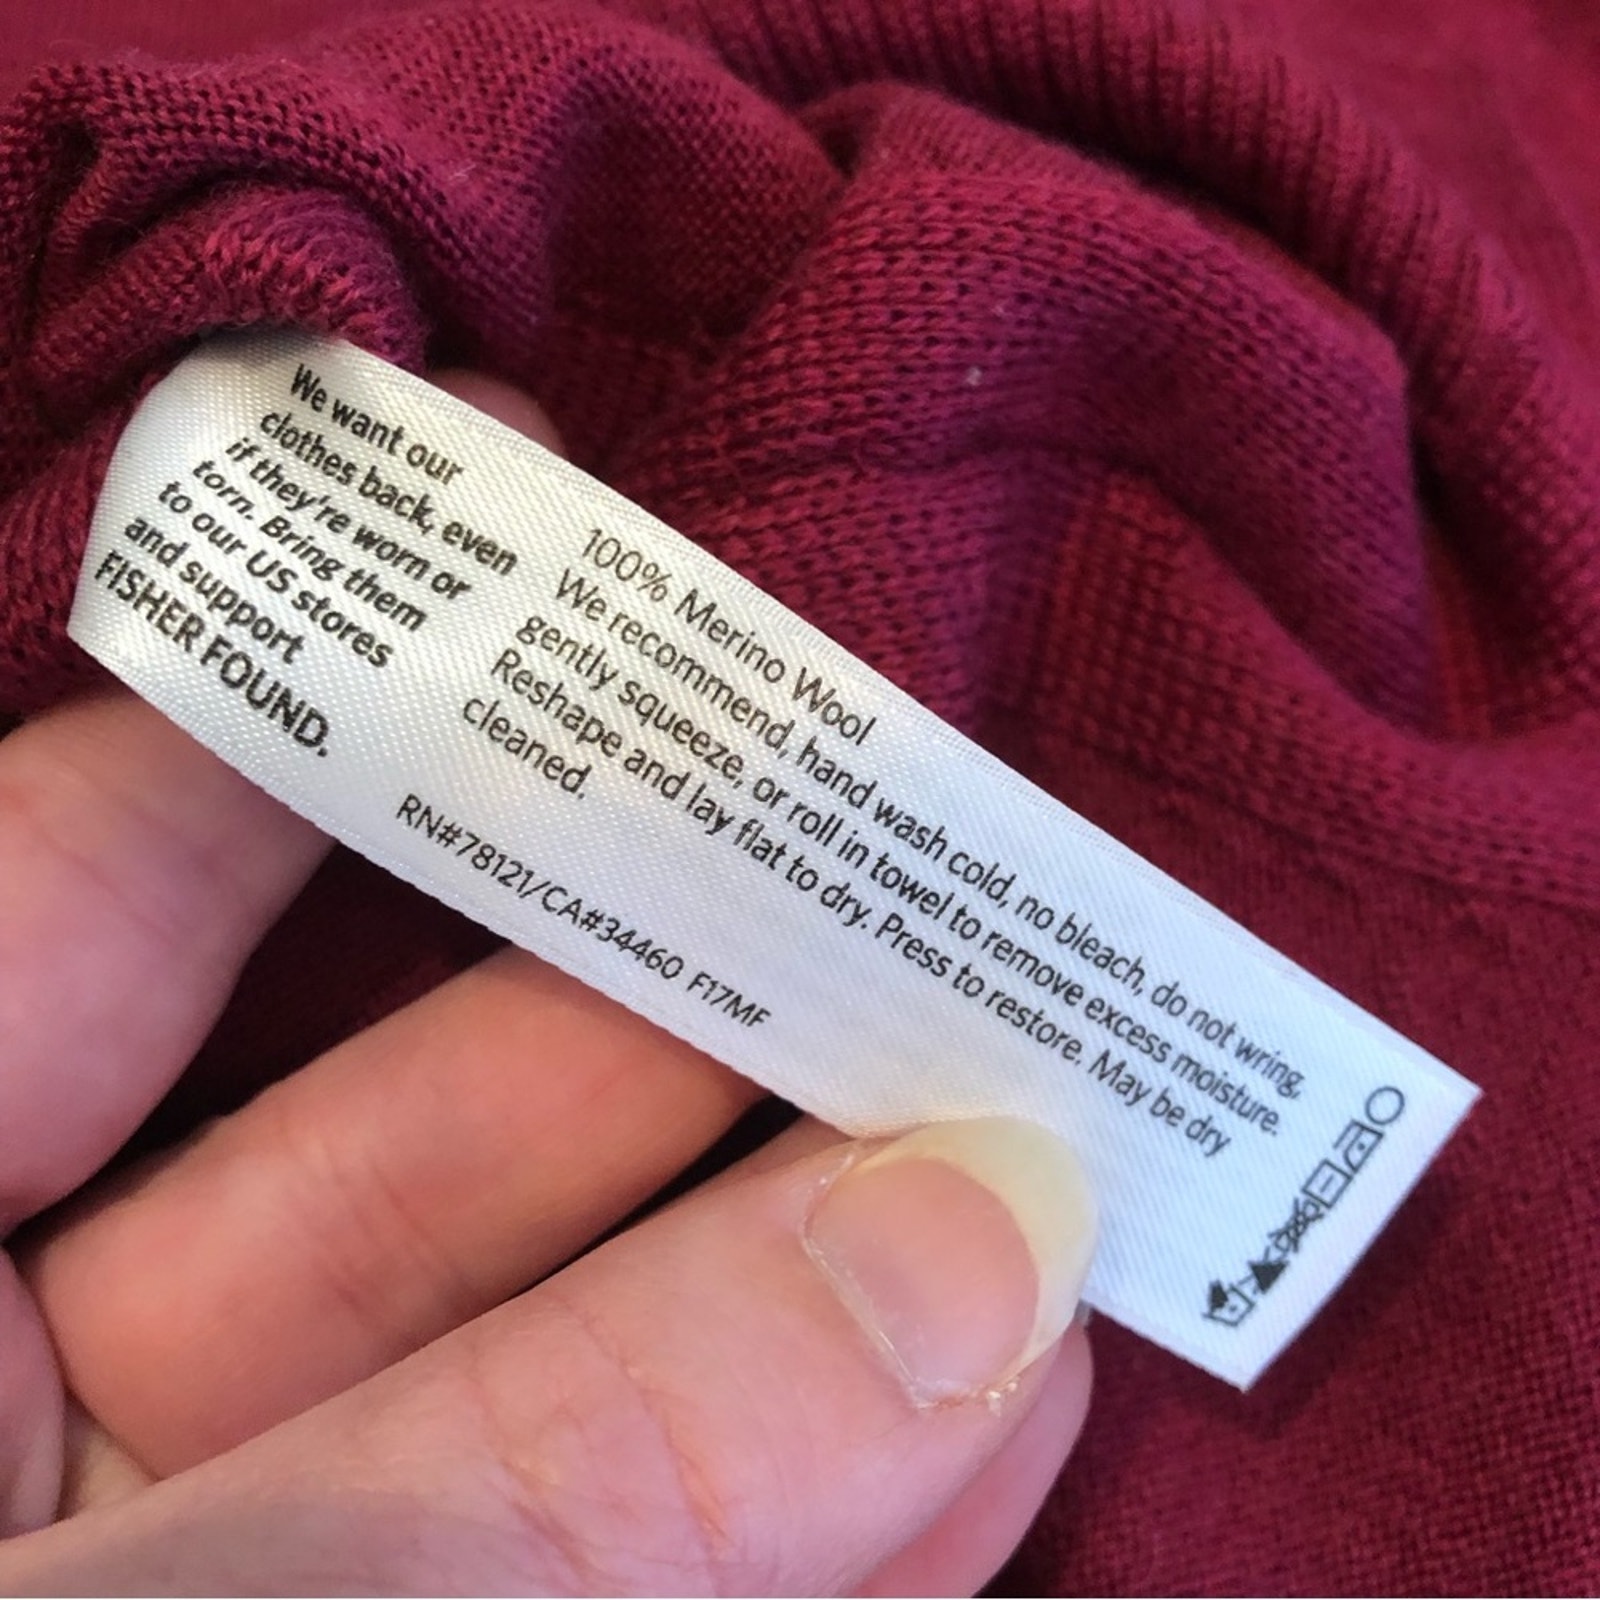 We want our
clothes back, even
if they're worn or
torn. Bring them
to our US stores
and support
FISHER FOUND.
100% Merino Wool
We recommend, hand wash cold, no bleach, do not wring,
gently squeeze, or roll in towel to remove excess moisture.
Reshape and lay flat to dry. Press to restore. May be dry
cleaned.
RN#78121/CA#34460 F17MF